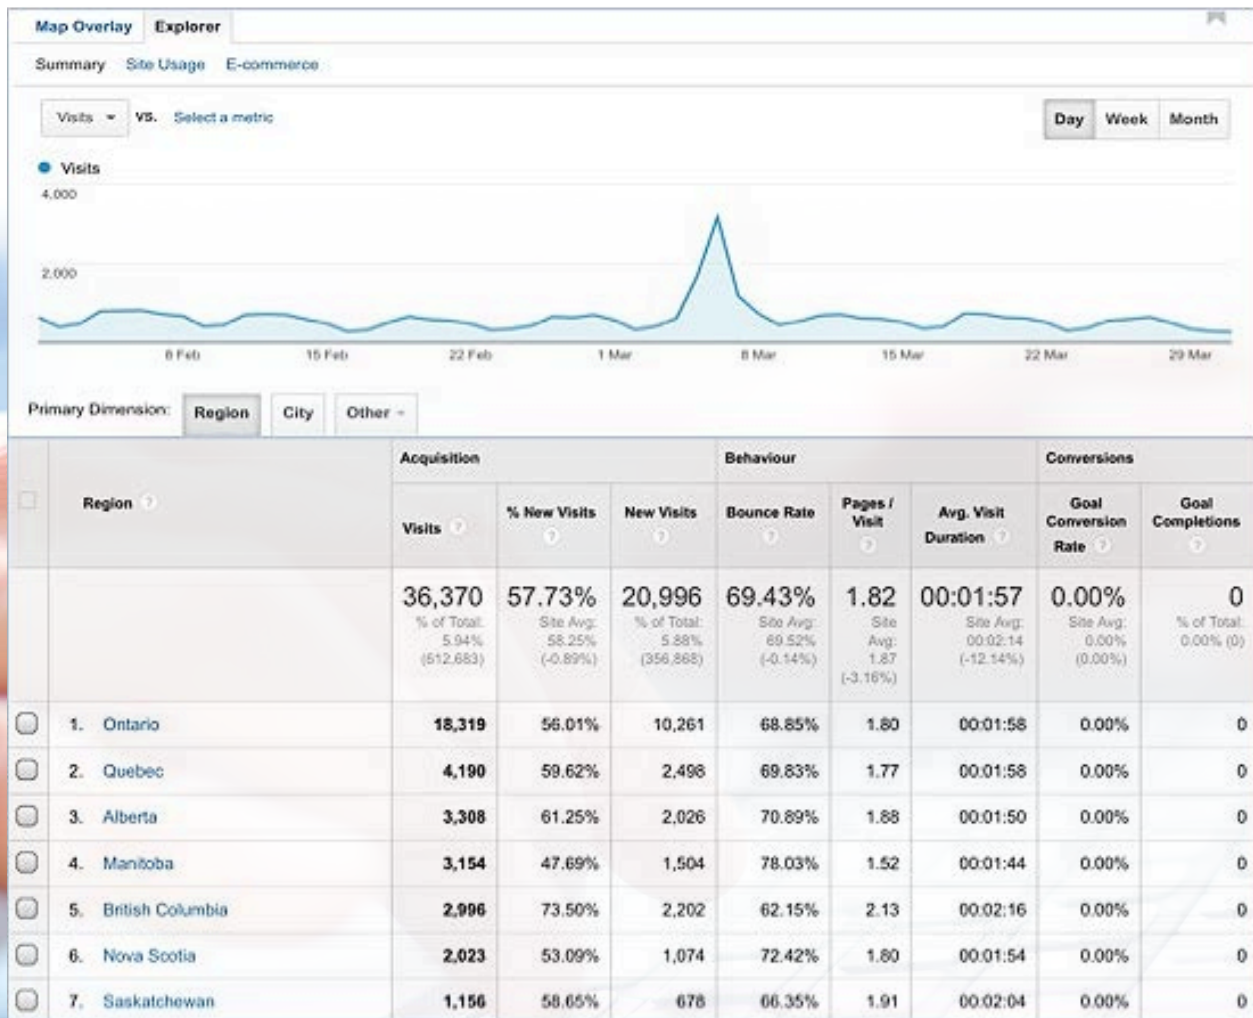 Map Overlay Explorer
Summary Site Usage E-commerce
Visits VS. Select a metric Day Week Month
Visits
4,000
2,000
8 Feb 15 Feb 22 Feb 1 Mar 8 Mar 15 Mar 22 Mar 29 Mar
Primary Dimension: Region City Other
Acquisition Behaviour Conversions
Region ? Visits ? % New Visits ? New Visits ? Bounce Rate ? Pages / Visit ? Avg. Visit Duration ? Goal Conversion Rate ? Goal Completions ?
36,370 57.73% 20,996 69.43% 1.82 00:01:57 0.00% 0
% of Total: 5.94% (612,683) Site Avg: 58.25% (-0.89%) % of Total: 5.88% (356,868) Site Avg: 69.52% (-0.14%) Site Avg: 1.87 (-3.16%) Site Avg: 00:02:14 (-12.14%) Site Avg: 0.00% (0.00%) % of Total: 0.00% (0)
1. Ontario 18,319 56.01% 10,261 68.85% 1.80 00:01:58 0.00% 0
2. Quebec 4,190 59.62% 2,498 69.83% 1.77 00:01:58 0.00% 0
3. Alberta 3,308 61.25% 2,026 70.89% 1.88 00:01:50 0.00% 0
4. Manitoba 3,154 47.69% 1,504 78.03% 1.52 00:01:44 0.00% 0
5. British Columbia 2,996 73.50% 2,202 62.15% 2.13 00:02:16 0.00% 0
6. Nova Scotia 2,023 53.09% 1,074 72.42% 1.80 00:01:54 0.00% 0
7. Saskatchewan 1,156 58.65% 678 66.35% 1.91 00:02:04 0.00% 0